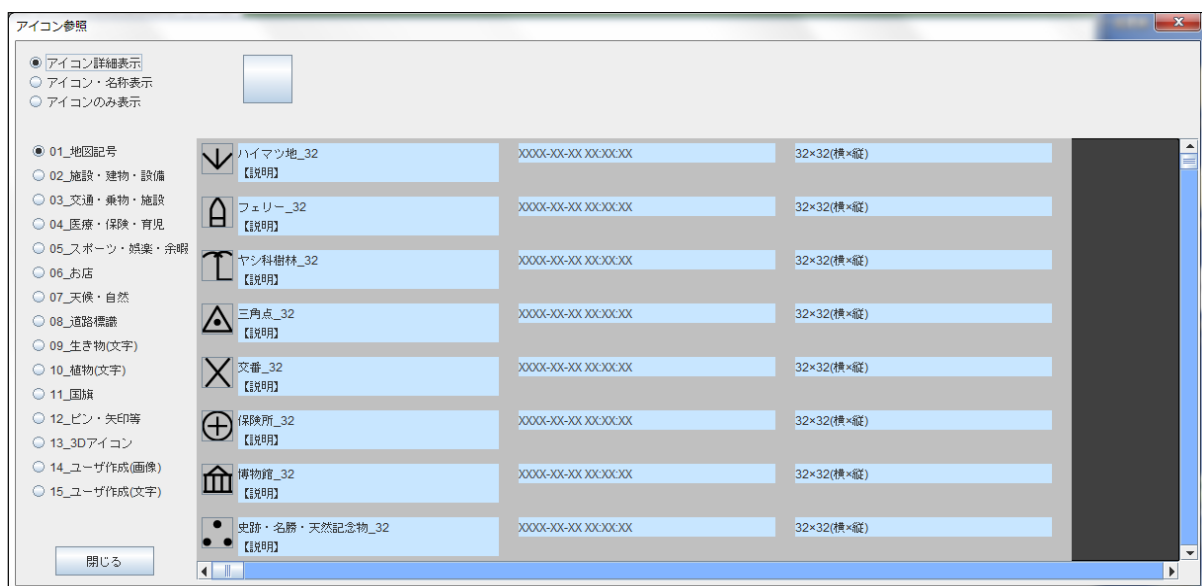 アイコン参照
アイコン詳細表示
アイコン・名称表示
アイコンのみ表示
01_地図記号
02_施設・建物・設備
03_交通・乗物・施設
04_医療・保険・育児
05_スポーツ・娯楽・余暇
06_お店
07_天候・自然
08_道路標識
09_生き物(文字)
10_植物(文字)
11_国旗
12_ピン・矢印等
13_3Dアイコン
14_ユーザ作成(画像)
15_ユーザ作成(文字)
閉じる
ハイマツ地_32 XXXX-XX-XX XX:XX:XX 32×32(横×縦)
【説明】
フェリー_32 XXXX-XX-XX XX:XX:XX 32×32(横×縦)
【説明】
ヤシ科樹林_32 XXXX-XX-XX XX:XX:XX 32×32(横×縦)
【説明】
三角点_32 XXXX-XX-XX XX:XX:XX 32×32(横×縦)
【説明】
交番_32 XXXX-XX-XX XX:XX:XX 32×32(横×縦)
【説明】
保険所_32 XXXX-XX-XX XX:XX:XX 32×32(横×縦)
【説明】
博物館_32 XXXX-XX-XX XX:XX:XX 32×32(横×縦)
【説明】
史跡・名勝・天然記念物_32 XXXX-XX-XX XX:XX:XX 32×32(横×縦)
【説明】